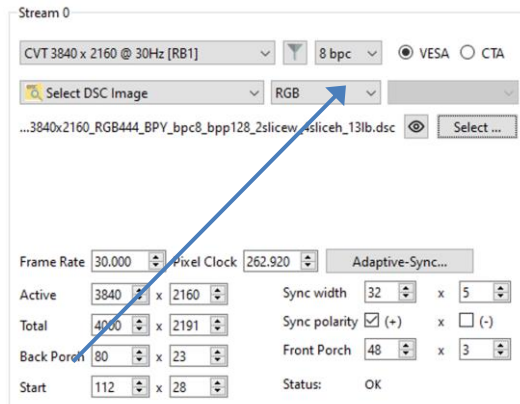 Stream 0
CVT 3840 x 2160 @ 30Hz [RB1] 8 bpc VESA CTA
Select DSC Image RGB
...3840x2160_RGB444_BPY_bpc8_bpp128_2slicew_4sliceh_13lb.dsc Select ...
Frame Rate 30.000 Pixel Clock 262.920 Adaptive-Sync...
Active 3840 x 2160 Sync width 32 x 5
Total 4000 x 2191 Sync polarity (+) x (-)
Back Porch 80 x 23 Front Porch 48 x 3
Start 112 x 28 Status: OK